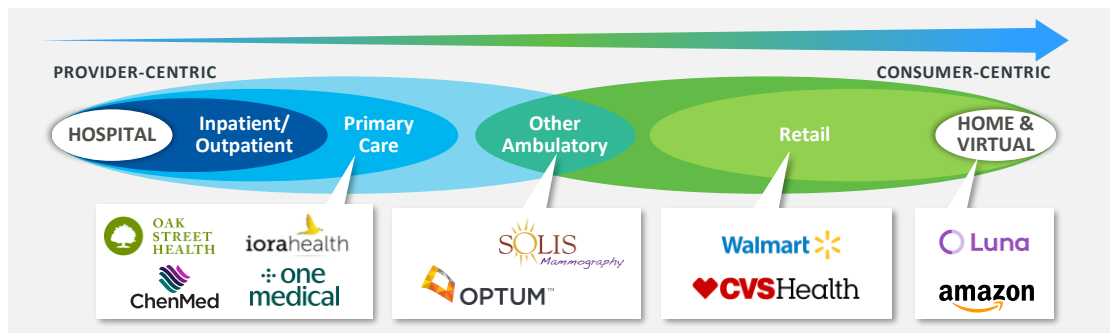 PROVIDER-CENTRIC
CONSUMER-CENTRIC
HOSPITAL
Inpatient/
Outpatient
Primary
Care
Other
Ambulatory
Retail
HOME &
VIRTUAL
OAK
STREET
HEALTH
iorahealth
ChenMed
one
medical
SOLIS
Mammography
OPTUM™
Walmart
CVSHealth
Luna
amazon